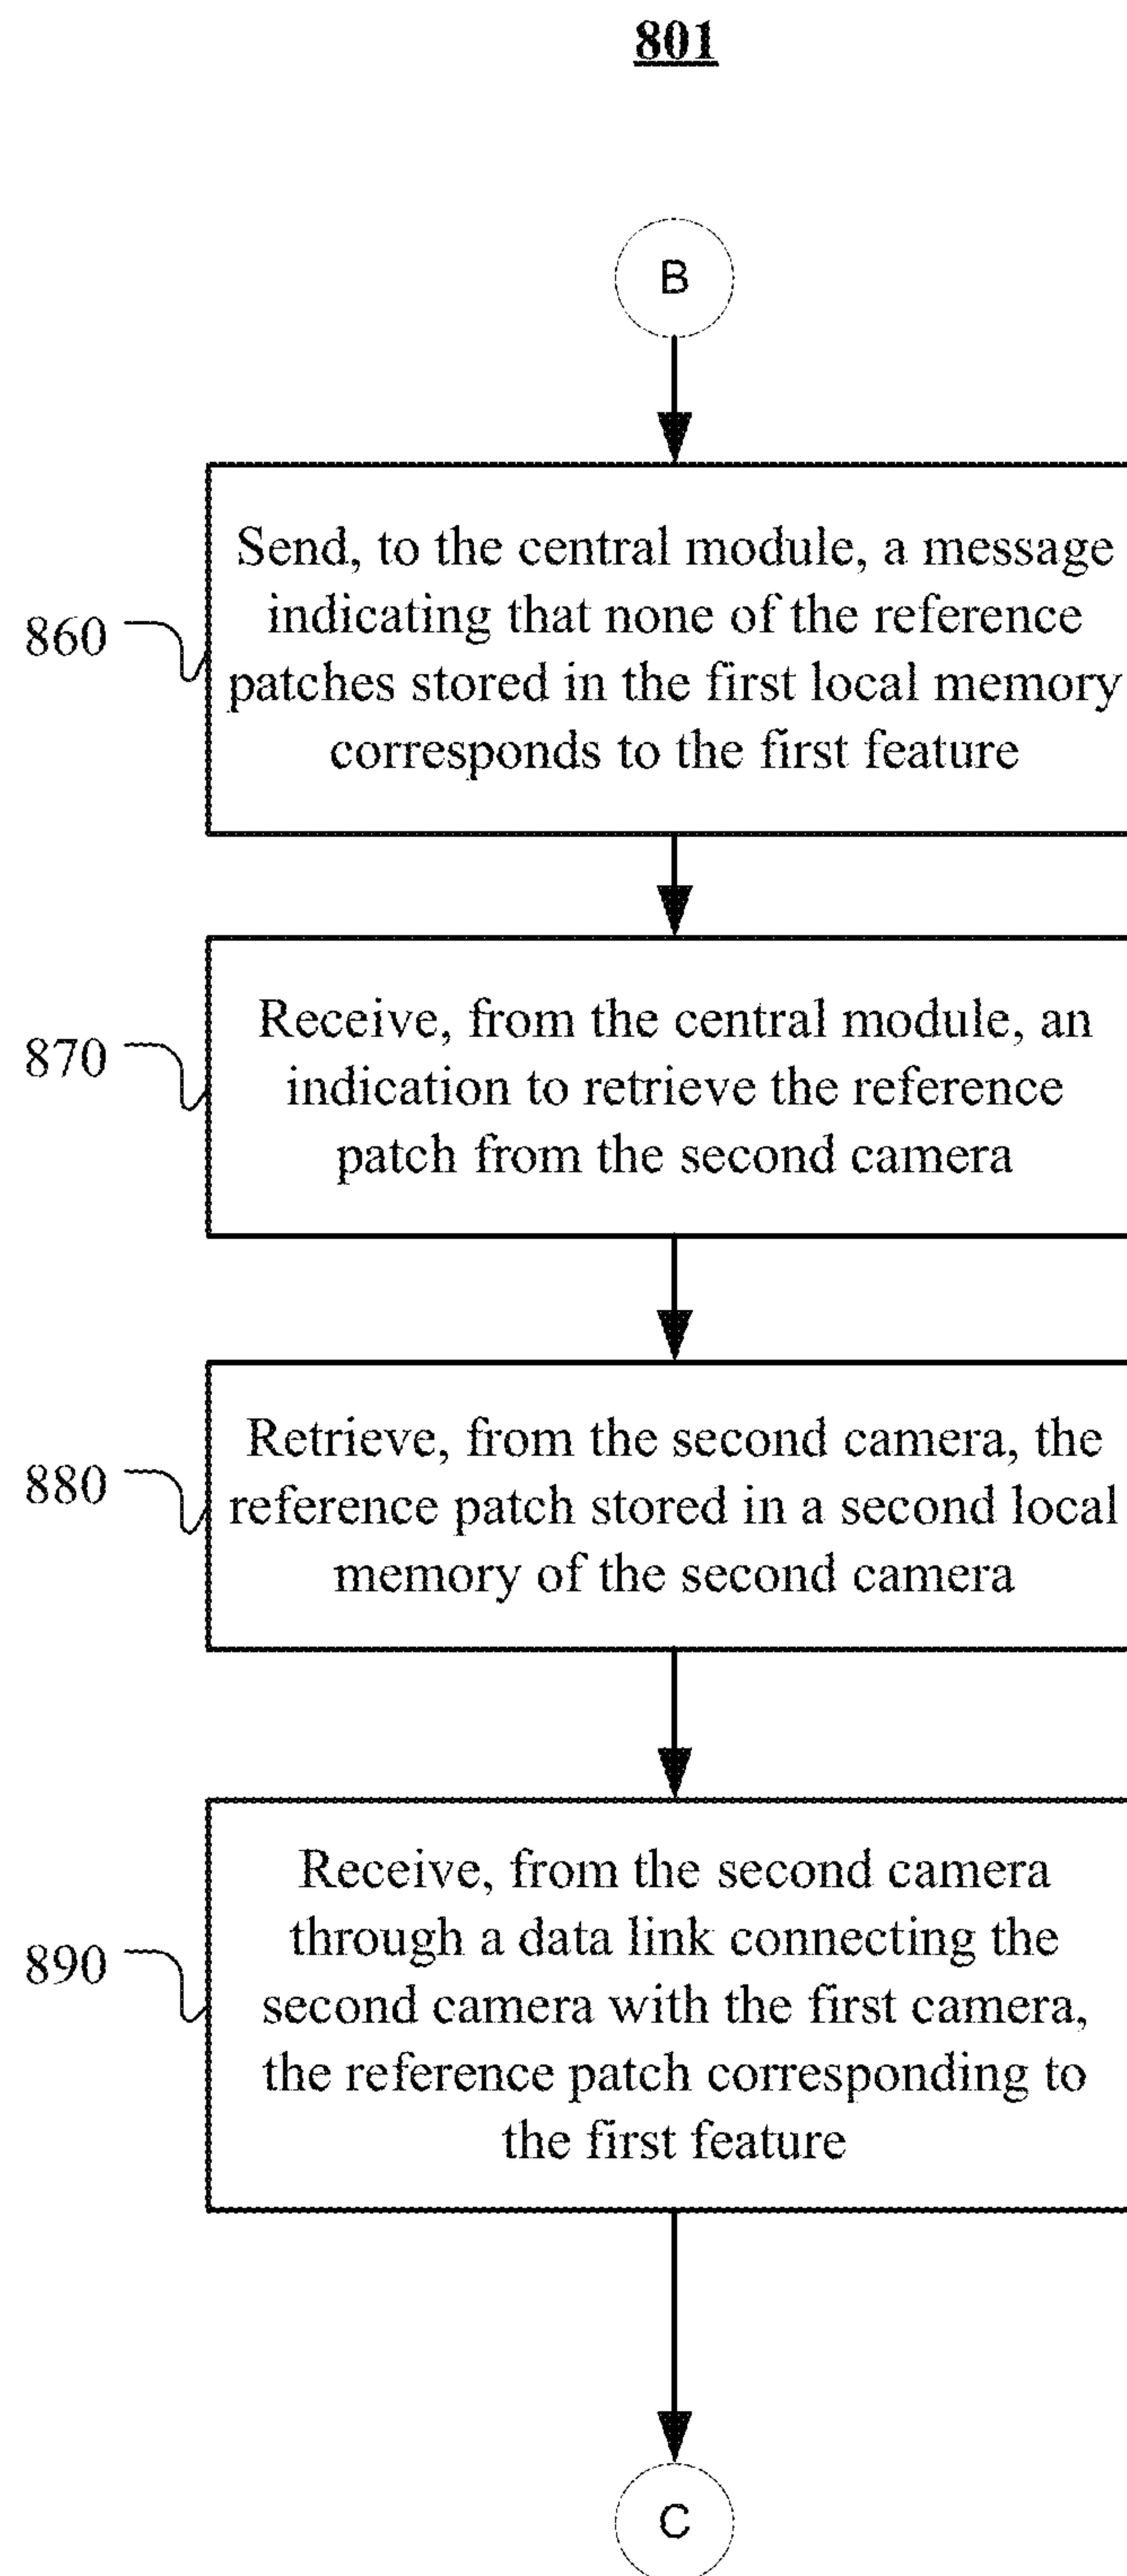 801
B
860
Send, to the central module, a message
indicating that none of the reference
patches stored in the first local memory
corresponds to the first feature
870
Receive, from the central module, an
indication to retrieve the reference
patch from the second camera
880
Retrieve, from the second camera, the
reference patch stored in a second local
memory of the second camera
890
Receive, from the second camera
through a data link connecting the
second camera with the first camera,
the reference patch corresponding to
the first feature
C